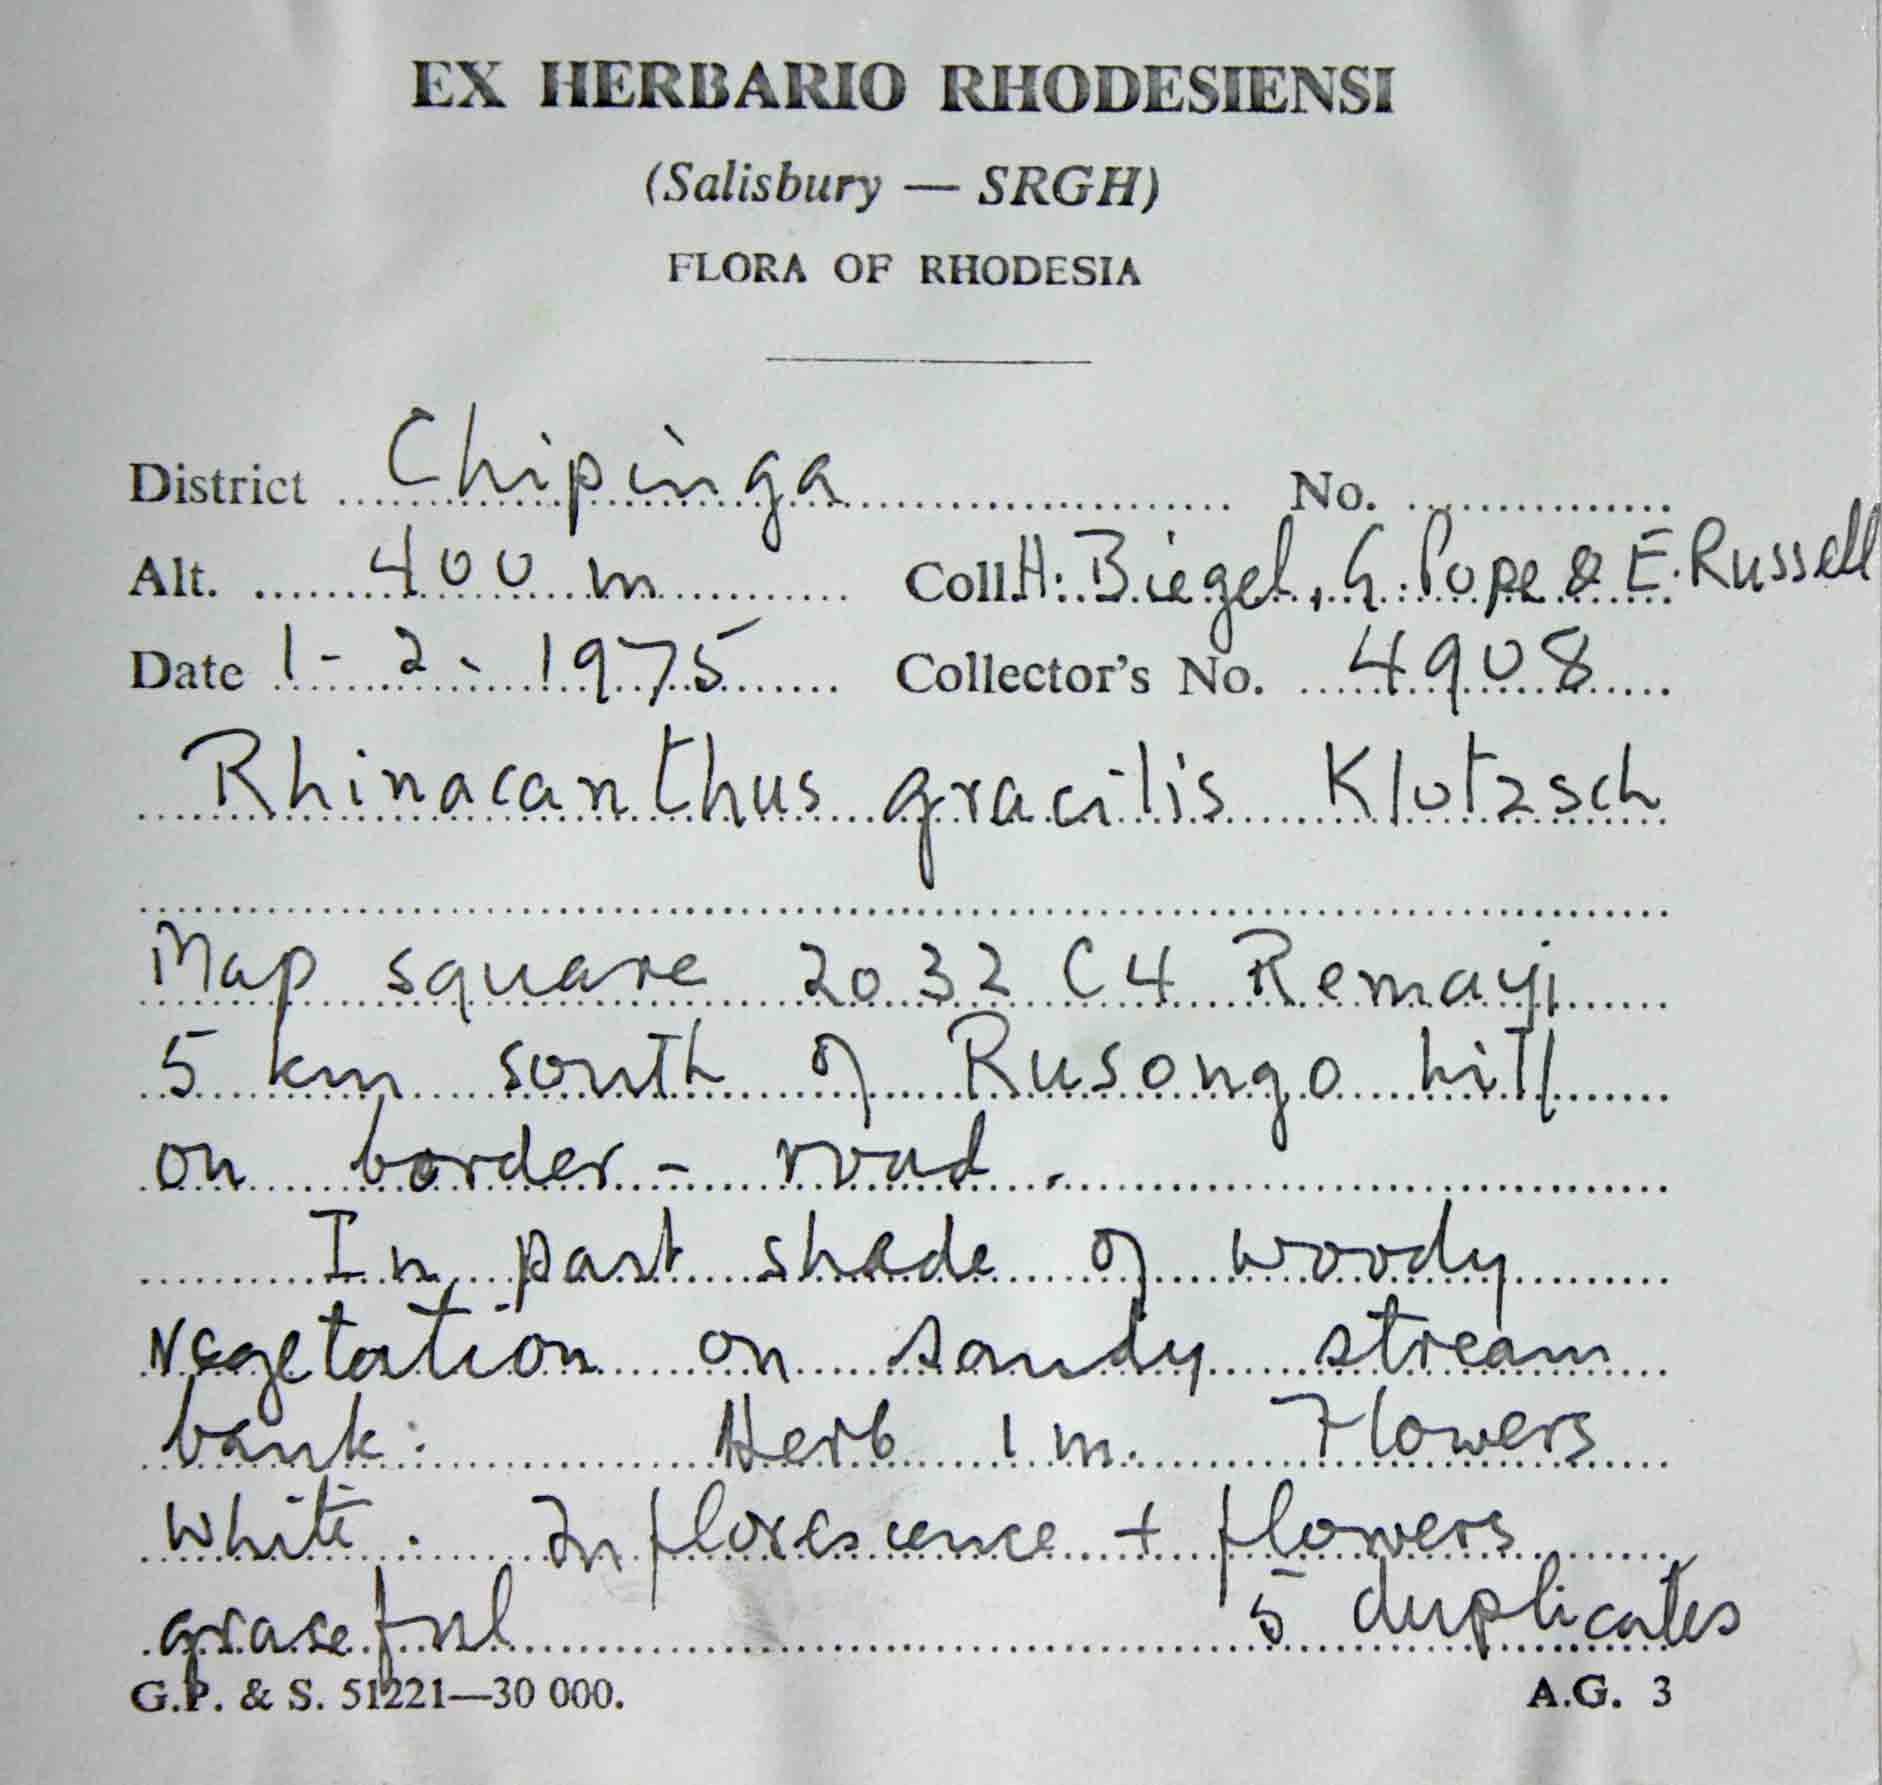 EX HERBARIO RHODESIENSI
(Salisbury — SRGH)
FLORA OF RHODESIA
District Chipinga No.
Alt. 400 m Coll. H. Biegel, G. Pope & E. Russell
Date 1-2-1975 Collector's No. 4908
Rhinacanthus gracilis Klotzsch
Map square 2032 C4 Remayi
5 km south of Rusongo hill
on border - road.
In part shade of woody
vegetation on sandy stream
bank. Herb 1 m. Flowers
white. Inflorescence + flowers
graseful 5 duplicates
G.P. & S. 51221—30 000. A.G. 3